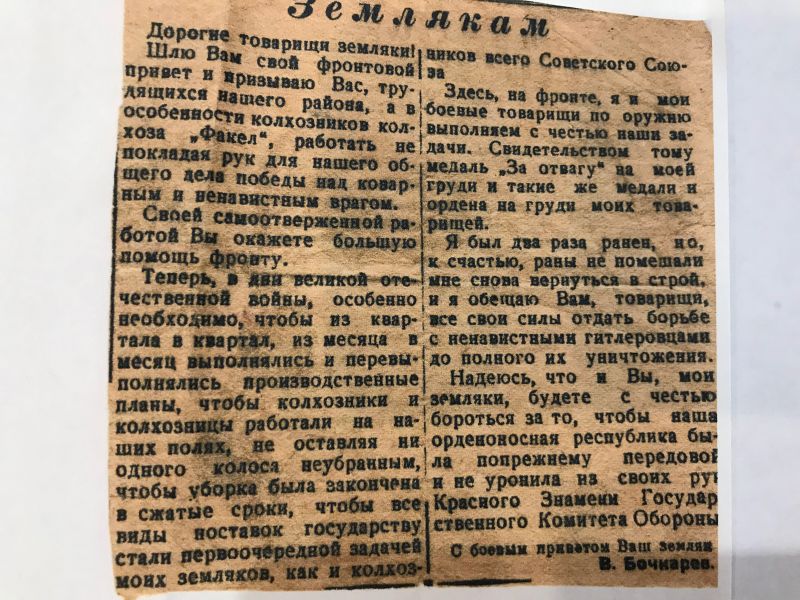 Землякам
Дорогие товарищи земляки!
Шлю Вам свой фронтовой
привет и призываю Вас, тру-
дящихся нашего района, а в
особенности колхозников кол-
хоза „Факел", работать не
покладая рук для нашего об-
щего дела победы над ковар-
ным и ненавистным врагом.
Своей самоотверженной ра-
ботой Вы окажете большую
помощь фронту.
Теперь, в дни великой оте-
чественной войны, особенно
необходимо, чтобы из квар-
тала в квартал, из месяца в
месяц выполнялись и перевы-
полнялись производственные
планы, чтобы колхозники и
колхозницы работали на на-
ших полях, не оставляя ни
одного колоса неубранным,
чтобы уборка была закончена
в сжатые сроки, чтобы все
виды поставок государству
стали первоочередной задачей
моих земляков, как и колхоз-
ников всего Советского Сою-
за
Здесь, на фронте, я и мои
боевые товарищи по оружию
выполняем с честью наши за-
дачи. Свидетельством тому
медаль „За отвагу" на моей
груди и такие же медали и
ордена на груди моих това-
рищей.
Я был два раза ранен, но,
к счастью, раны не помешали
мне снова вернуться в строй,
и я обещаю Вам, товарищи,
все свои силы отдать борьбе
с ненавистными гитлеровцами
до полного их уничтожения.
Надеюсь, что и Вы, мои
земляки, будете с честью
бороться за то, чтобы наша
орденоносная республика бы-
ла попрежнему передовой
и не уронила из своих рук
Красного Знамени Государ
ственного Комитета Обороны
С боевым приветом Ваш земляк
В. Бочкарев.